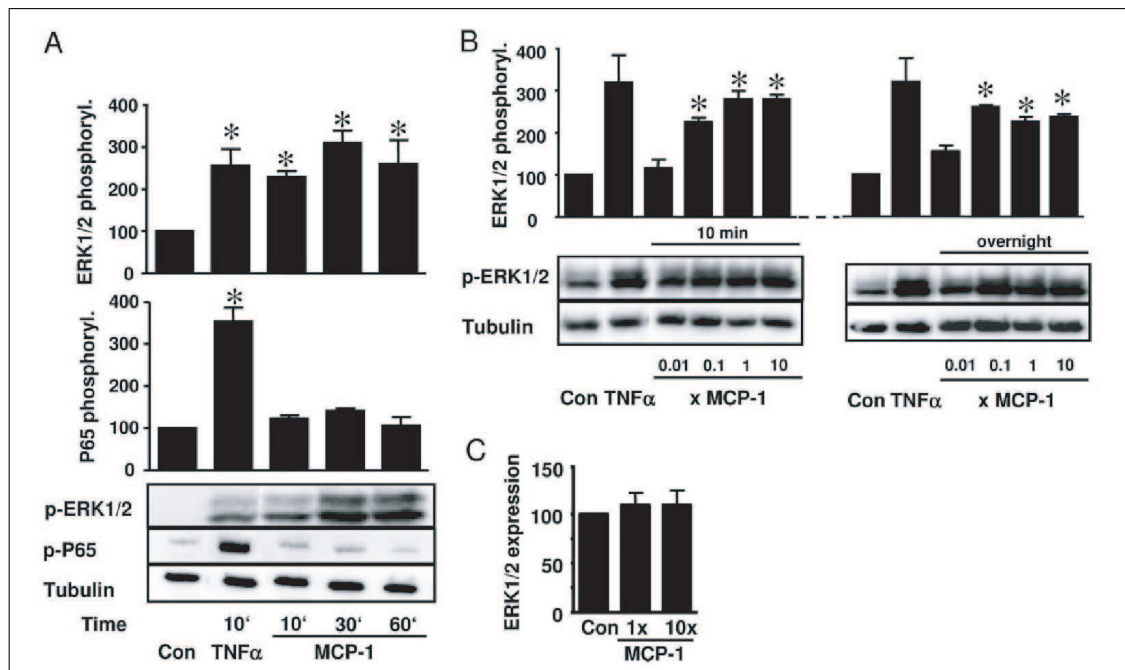 A
ERK1/2 phosphoryl.
400
300
200
100
0
* * * *
P65 phosphoryl.
400
300
200
100
0
*
p-ERK1/2
p-P65
Tubulin
Time 10‘ 10‘ 30‘ 60‘
Con TNFα MCP-1
B
ERK1/2 phosphoryl.
400
300
200
100
0
* * * * * *
10 min overnight
p-ERK1/2
Tubulin
0.01 0.1 1 10 0.01 0.1 1 10
Con TNFα x MCP-1 Con TNFα x MCP-1
C
ERK1/2 expression
150
100
50
0
Con 1x 10x
MCP-1